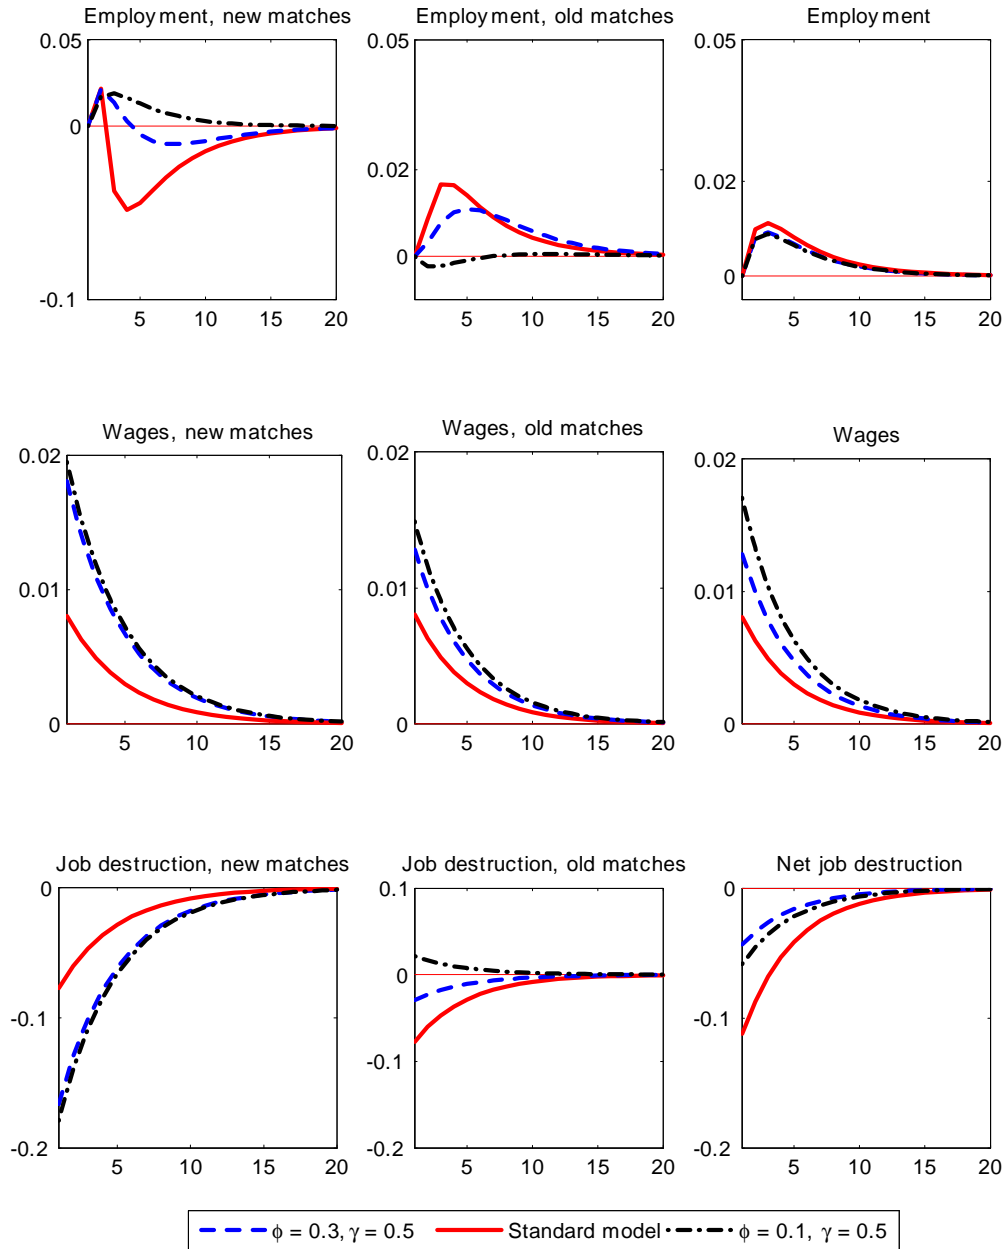 Employment, new matches Employment, old matches Employment
0.05 0.05 0.05
0 0.02 0.02
-0.1 0 0
5 10 15 20 5 10 15 20 5 10 15 20
Wages, new matches Wages, old matches Wages
0.02 0.02 0.02
0.01 0.01 0.01
0 0 0
5 10 15 20 5 10 15 20 5 10 15 20
Job destruction, new matches Job destruction, old matches Net job destruction
0 0.1 0
-0.1 0 -0.1
-0.2 -0.1 -0.2
-0.2
5 10 15 20 5 10 15 20 5 10 15 20
ϕ = 0.3, γ = 0.5 Standard model ϕ = 0.1, γ = 0.5